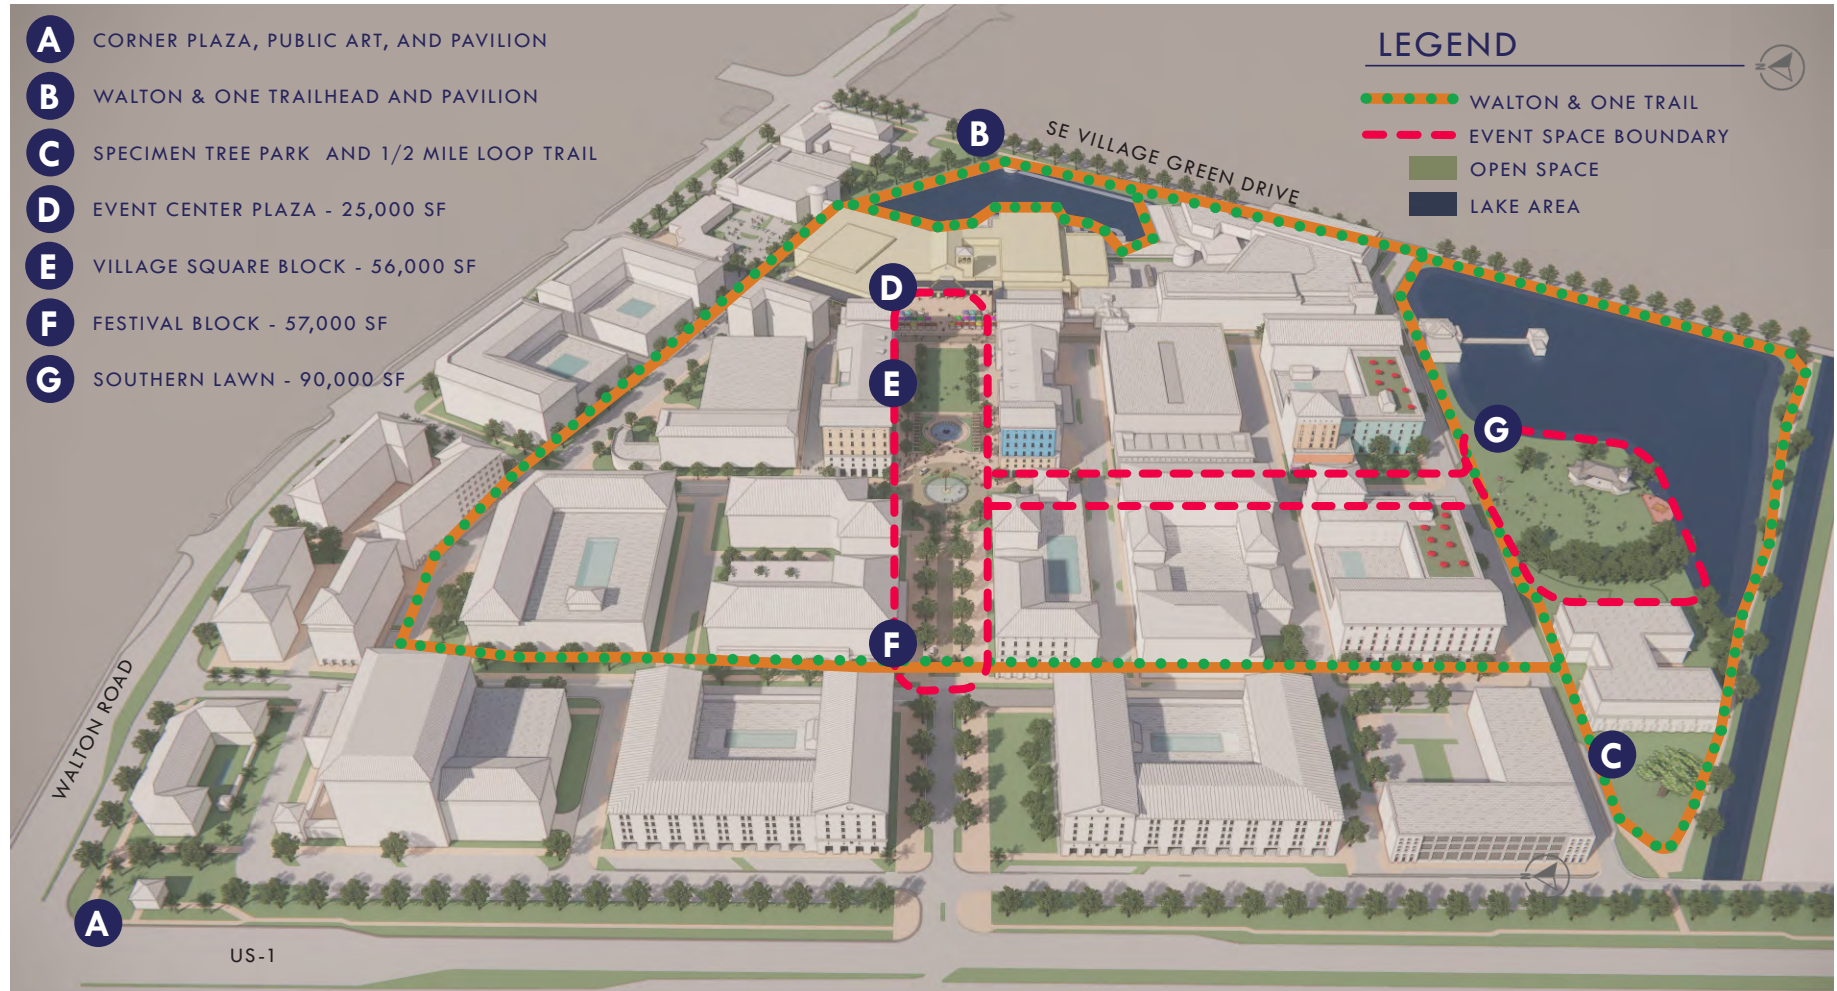 A CORNER PLAZA, PUBLIC ART, AND PAVILION
B WALTON & ONE TRAILHEAD AND PAVILION
C SPECIMEN TREE PARK AND 1/2 MILE LOOP TRAIL
D EVENT CENTER PLAZA - 25,000 SF
E VILLAGE SQUARE BLOCK - 56,000 SF
F FESTIVAL BLOCK - 57,000 SF
G SOUTHERN LAWN - 90,000 SF
LEGEND
N
WALTON & ONE TRAIL
EVENT SPACE BOUNDARY
OPEN SPACE
LAKE AREA
B
SE VILLAGE GREEN DRIVE
D
E
G
F
WALTON ROAD
C
N
A
US-1